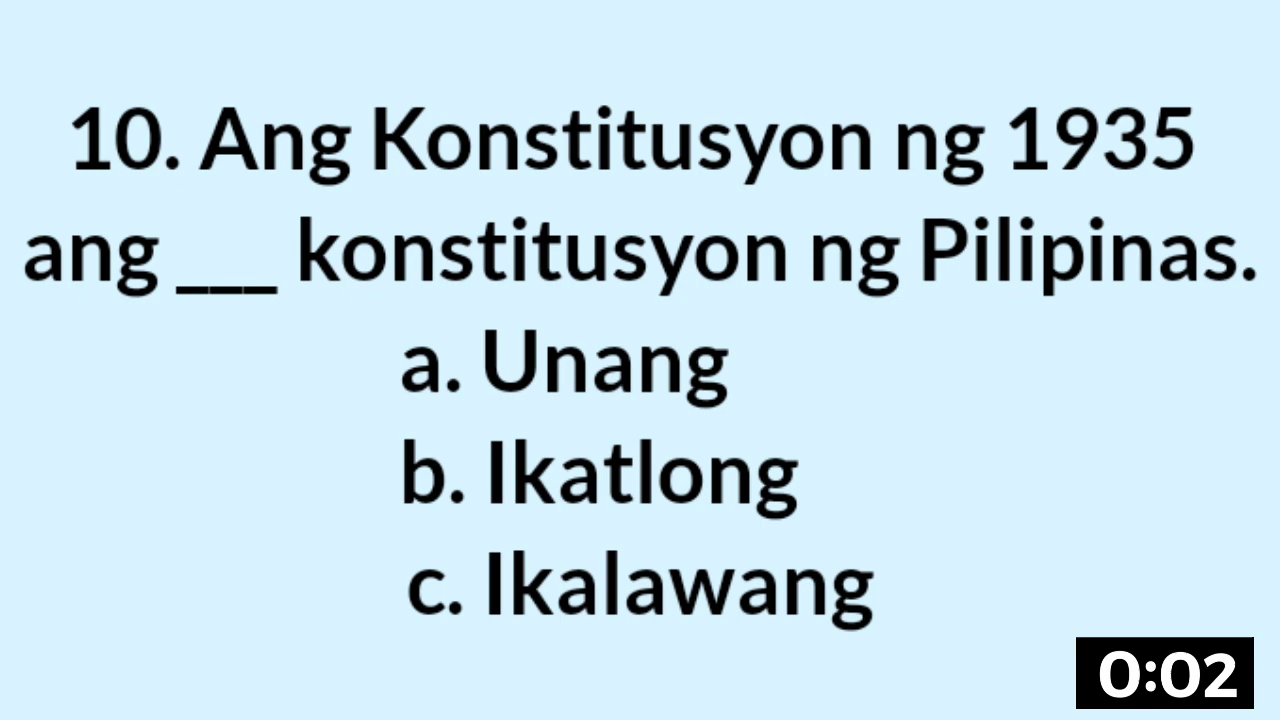 10. Ang Konstitusyon ng 1935
ang ___ konstitusyon ng Pilipinas.
a. Unang
b. Ikatlong
c. Ikalawang
0:02